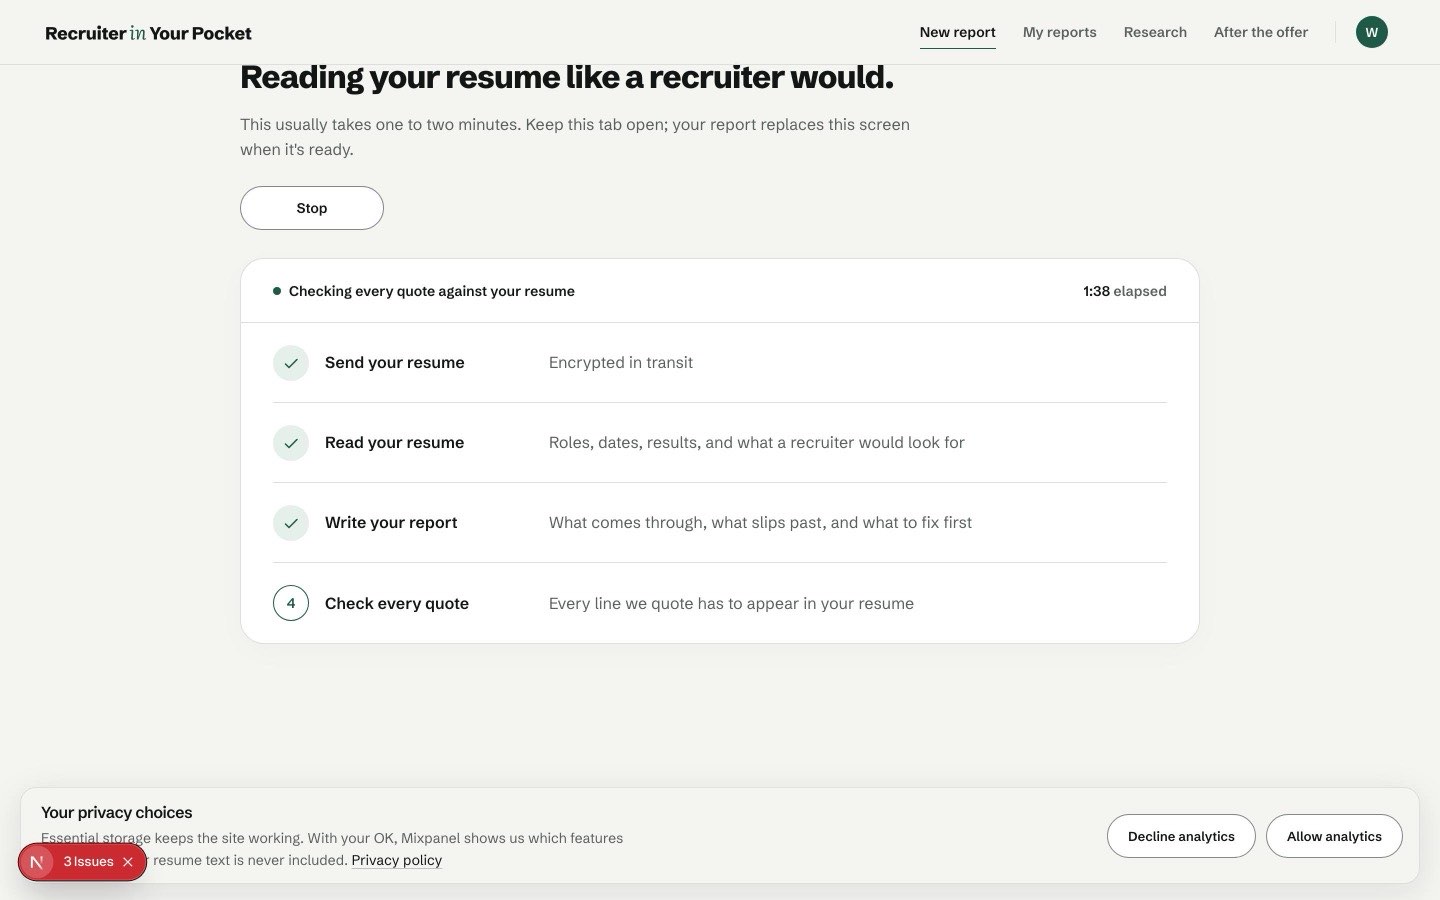 Recruiter in Your Pocket
New report
My reports
Research
After the offer
W
Reading your resume like a recruiter would.
This usually takes one to two minutes. Keep this tab open; your report replaces this screen
when it's ready.
Stop
Checking every quote against your resume
1:38 elapsed
Send your resume
Encrypted in transit
Read your resume
Roles, dates, results, and what a recruiter would look for
Write your report
What comes through, what slips past, and what to fix first
4
Check every quote
Every line we quote has to appear in your resume
Your privacy choices
Essential storage keeps the site working. With your OK, Mixpanel shows us which features
resume text is never included. Privacy policy
Decline analytics
Allow analytics
N
3 Issues